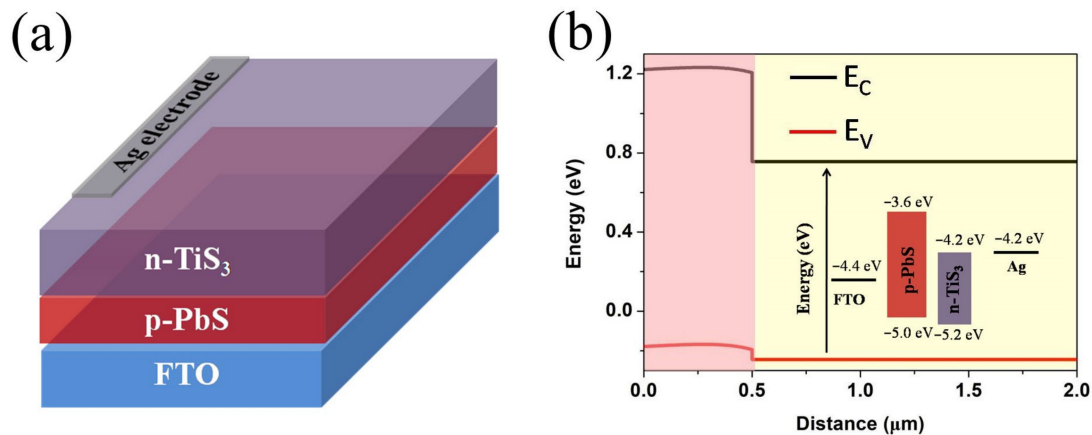 (a)
Ag electrode
n-TiS₃
p-PbS
FTO
(b)
1.2
0.8
0.4
0.0
Energy (eV)
E_C
E_V
Energy (eV)
−4.4 eV
FTO
−3.6 eV
p-PbS
−5.0 eV
−4.2 eV
n-TiS₃
−5.2 eV
−4.2 eV
Ag
0.0 0.5 1.0 1.5 2.0
Distance (μm)